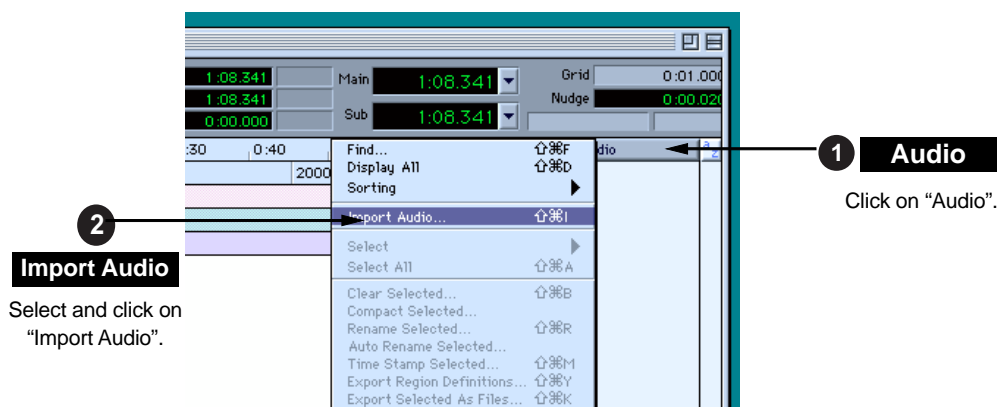 1:08.341
1:08.341
0:00.000
Main 1:08.341
Sub 1:08.341
Grid 0:01.000
Nudge 0:00.020
:30 0:40
2000
dio
a
z
Find... ⇧⌘F
Display All ⇧⌘D
Sorting
Import Audio... ⇧⌘I
Select
Select All ⇧⌘A
Clear Selected... ⇧⌘B
Compact Selected...
Rename Selected... ⇧⌘R
Auto Rename Selected...
Time Stamp Selected... ⇧⌘M
Export Region Definitions... ⇧⌘Y
Export Selected As Files... ⇧⌘K
1 Audio
Click on “Audio”.
2
Import Audio
Select and click on
“Import Audio”.